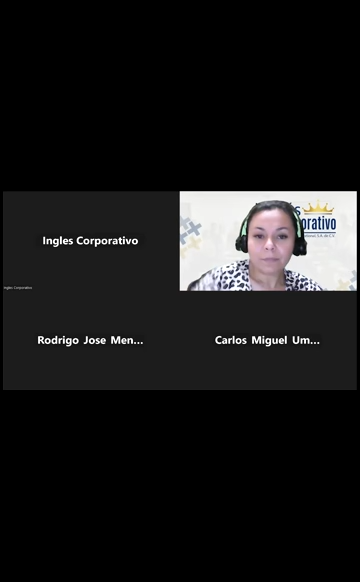 Ingles Corporativo
Ingles Corporativo
Rodrigo Jose Men...
Carlos Miguel Um...